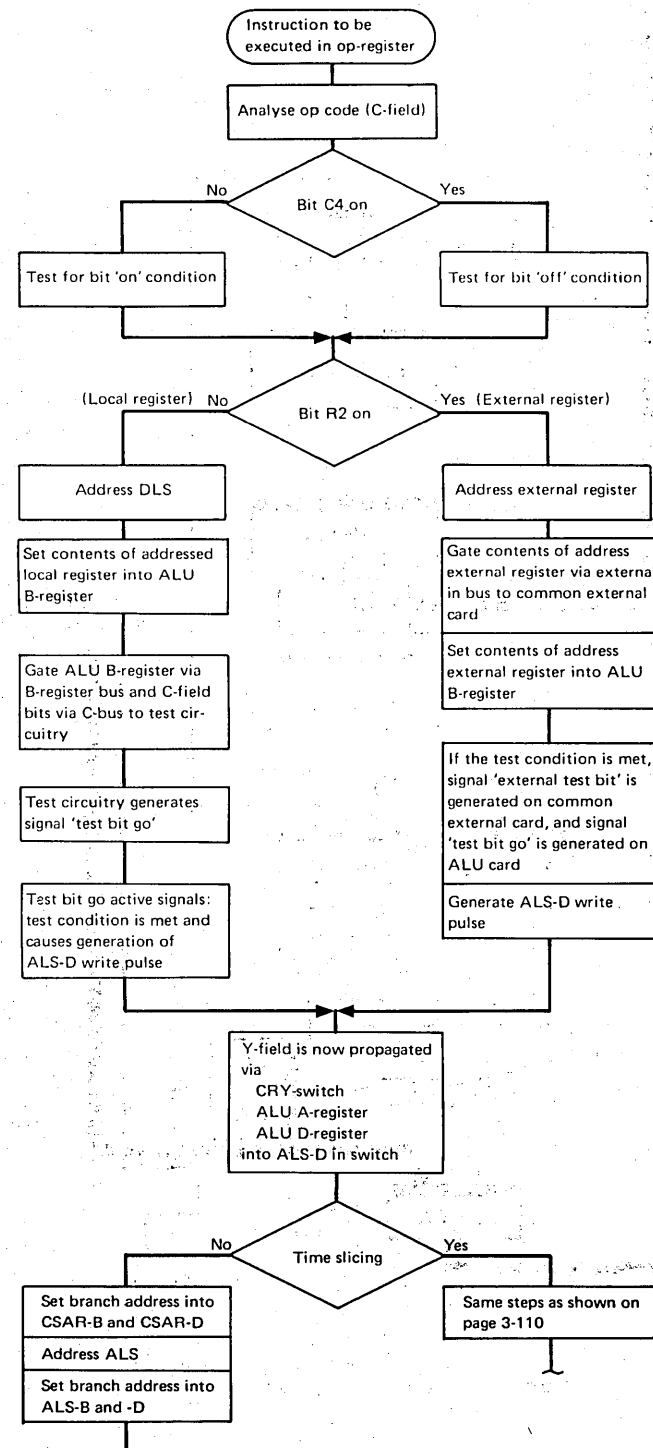 Instruction to be
executed in op-register
Analyse op code (C-field)
No
Yes
Bit C4 on
Test for bit 'on' condition
Test for bit 'off' condition
(Local register) No
Yes (External register)
Bit R2 on
Address DLS
Set contents of addressed
local register into ALU
B-register
Gate ALU B-register via
B-register bus and C-field
bits via C-bus to test cir-
cuitry
Test circuitry generates
signal 'test bit go'
Test bit go active signals:
test condition is met and
causes generation of
ALS-D write pulse
Address external register
Gate contents of address
external register via externa
in bus to common external
card
Set contents of address
external register into ALU
B-register
If the test condition is met,
signal 'external test bit' is
generated on common
external card, and signal
'test bit go' is generated on
ALU card
Generate ALS-D write
pulse
Y-field is now propagated
via
CRY-switch
ALU A-register
ALU D-register
into ALS-D in switch
No
Yes
Time slicing
Set branch address into
CSAR-B and CSAR-D
Address ALS
Set branch address into
ALS-B and -D
Same steps as shown on
page 3-110